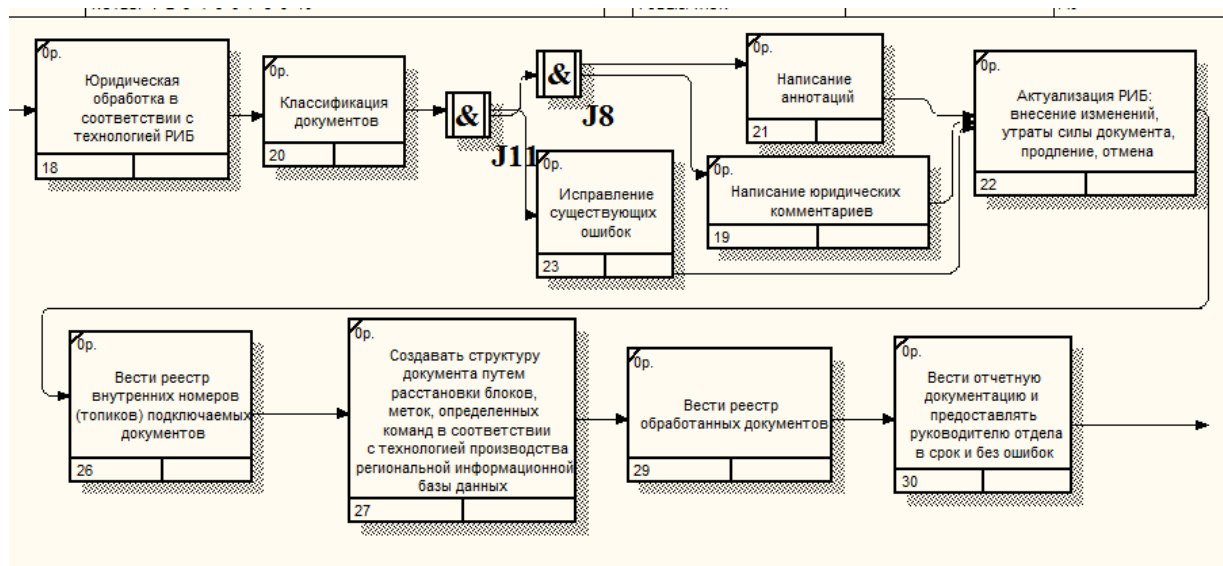 0р.
Юридическая
обработка в
соответствии с
технологией РИБ
18
0р.
Классификация
документов
20
&
J11
&
J8
0р.
Написание
аннотаций
21
0р.
Исправление
существующих
ошибок
23
0р.
Написание юридических
комментариев
19
0р.
Актуализация РИБ:
внесение изменений,
утраты силы документа,
продление, отмена
22
0р.
Вести реестр
внутренних номеров
(топиков) подключаемых
документов
26
0р.
Создавать структуру
документа путем
расстановки блоков,
меток, определенных
команд в соответствии
с технологией производства
региональной информационной
базы данных
27
0р.
Вести реестр
обработанных документов
29
0р.
Вести отчетную
документацию и
предоставлять
руководителю отдела
в срок и без ошибок
30